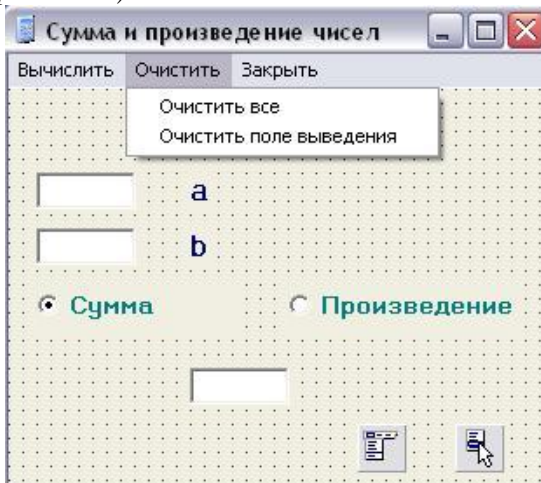 Сумма и произведение чисел
Вычислить Очистить Закрыть
Очистить все
Очистить поле выведения
a
b
Сумма Произведение